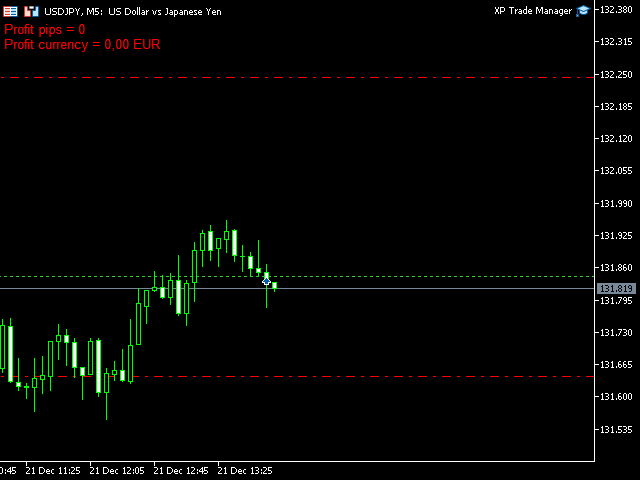 USDJPY, M5: US Dollar vs Japanese Yen
XP Trade Manager
Profit pips = 0
Profit currency = 0,00 EUR
132.380
132.315
132.250
132.185
132.120
132.055
131.990
131.925
131.860
131.819
131.795
131.730
131.665
131.600
131.535
0:45
21 Dec 11:25
21 Dec 12:05
21 Dec 12:45
21 Dec 13:25